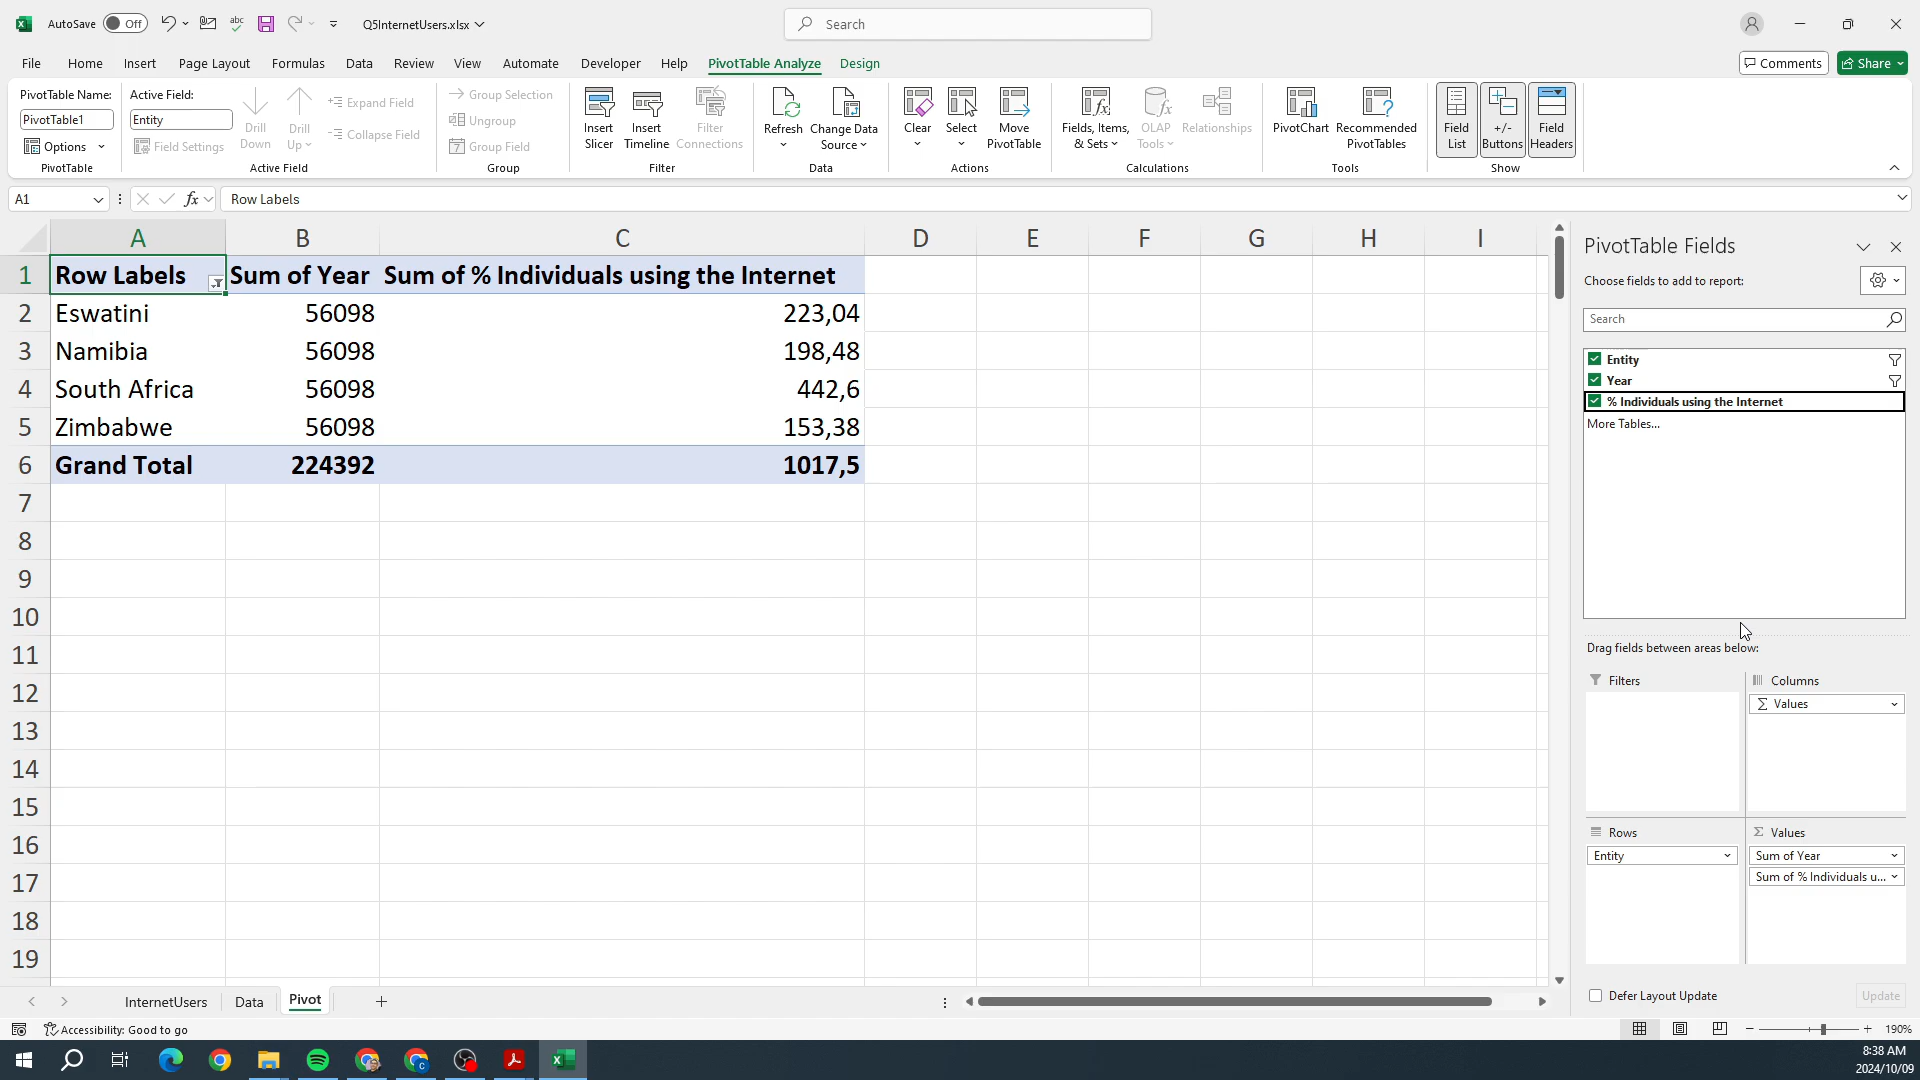 AutoSave Off Q5InternetUsers.xlsx Search
File Home Insert Page Layout Formulas Data Review View Automate Developer Help PivotTable Analyze Design Comments Share
PivotTable Name:
PivotTable1
Options
PivotTable
Active Field:
Entity
Field Settings
Drill Down
Drill Up
Expand Field
Collapse Field
Active Field
Group Selection
Ungroup
Group Field
Group
Insert Slicer
Insert Timeline
Filter Connections
Filter
Refresh
Change Data Source
Data
Clear
Select
Move PivotTable
Actions
Fields, Items, & Sets
OLAP Tools
Relationships
Calculations
PivotChart
Recommended PivotTables
Tools
Field List
+/- Buttons
Field Headers
Show
A1 fx Row Labels
A B C D E F G H I
1 Row Labels Sum of Year Sum of % Individuals using the Internet
2 Eswatini 56098 223,04
3 Namibia 56098 198,48
4 South Africa 56098 442,6
5 Zimbabwe 56098 153,38
6 Grand Total 224392 1017,5
7
8
9
10
11
12
13
14
15
16
17
18
19
PivotTable Fields
Choose fields to add to report:
Search
Entity
Year
% Individuals using the Internet
More Tables...
Drag fields between areas below:
Filters
Columns
Σ Values
Rows
Entity
Σ Values
Sum of Year
Sum of % Individuals u...
Defer Layout Update Update
InternetUsers Data Pivot
Accessibility: Good to go 190%
8:38 AM
2024/10/09